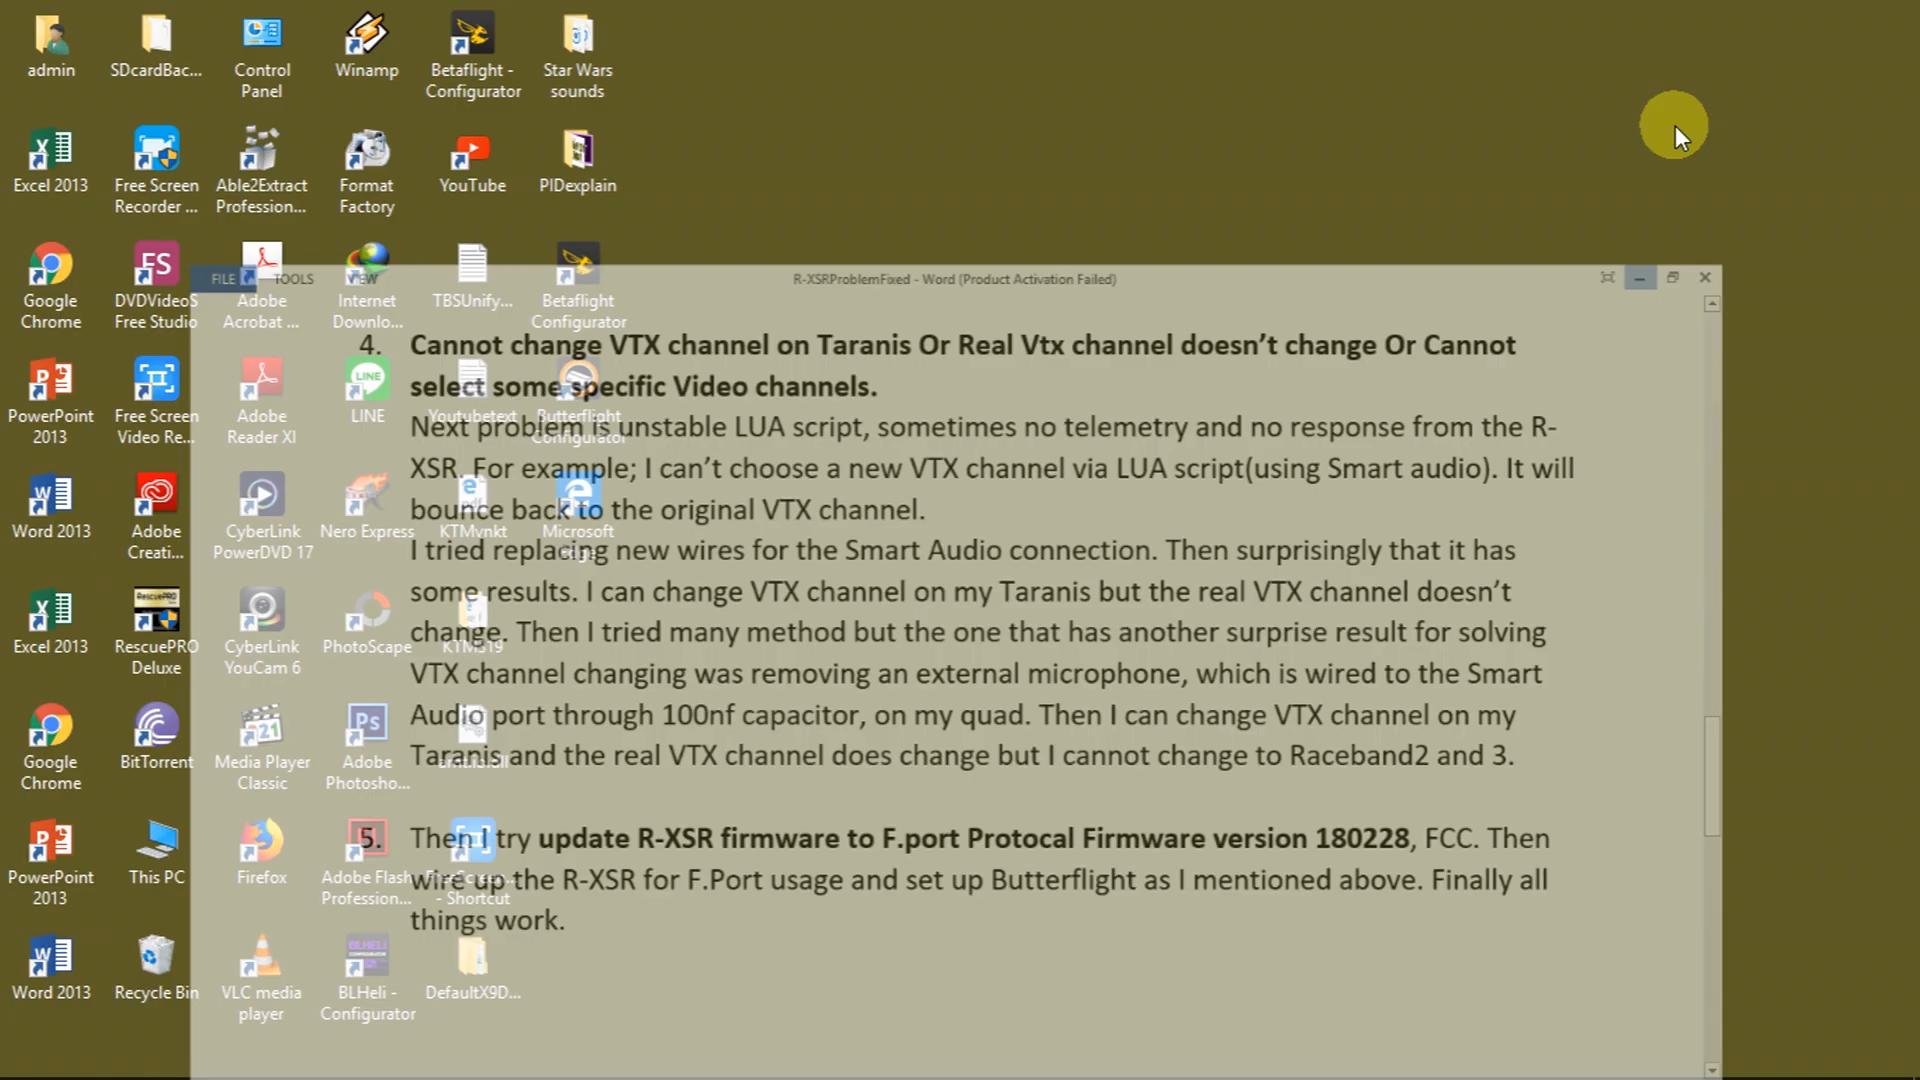 admin
SDcardBac...
Control
Panel
Winamp
Betaflight -
Configurator
Star Wars
sounds
Excel 2013
Free Screen
Recorder ...
Able2Extract
Profession...
Format
Factory
YouTube
PIDexplain
Google
Chrome
DVDVideoS
Free Studio
Adobe
Acrobat ...
Internet
Downlo...
TBSUnify...
Betaflight
Configurator
FILE
TOOLS
VIEW
R-XSRProblemFixed - Word (Product Activation Failed)
PowerPoint
2013
Free Screen
Video Re...
Adobe
Reader XI
LINE
Youtubetext
Butterflight
Configurator
Word 2013
Adobe
Creati...
CyberLink
PowerDVD 17
Nero Express
KTMvnkt
Microsoft
Excel 2013
RescuePRO
Deluxe
CyberLink
YouCam 6
PhotoScape
KTM519
Google
Chrome
BitTorrent
Media Player
Classic
Adobe
Photosho...
PowerPoint
2013
This PC
Firefox
Adobe Flash
Profession...
- Shortcut
Word 2013
Recycle Bin
VLC media
player
BLHeli -
Configurator
DefaultX9D...
4. Cannot change VTX channel on Taranis Or Real Vtx channel doesn’t change Or Cannot
select some specific Video channels.
Next problem is unstable LUA script, sometimes no telemetry and no response from the R-
XSR. For example; I can’t choose a new VTX channel via LUA script(using Smart audio). It will
bounce back to the original VTX channel.
I tried replacing new wires for the Smart Audio connection. Then surprisingly that it has
some results. I can change VTX channel on my Taranis but the real VTX channel doesn’t
change. Then I tried many method but the one that has another surprise result for solving
VTX channel changing was removing an external microphone, which is wired to the Smart
Audio port through 100nf capacitor, on my quad. Then I can change VTX channel on my
Taranis and the real VTX channel does change but I cannot change to Raceband2 and 3.
5. Then I try update R-XSR firmware to F.port Protocal Firmware version 180228, FCC. Then
wire up the R-XSR for F.Port usage and set up Butterflight as I mentioned above. Finally all
things work.